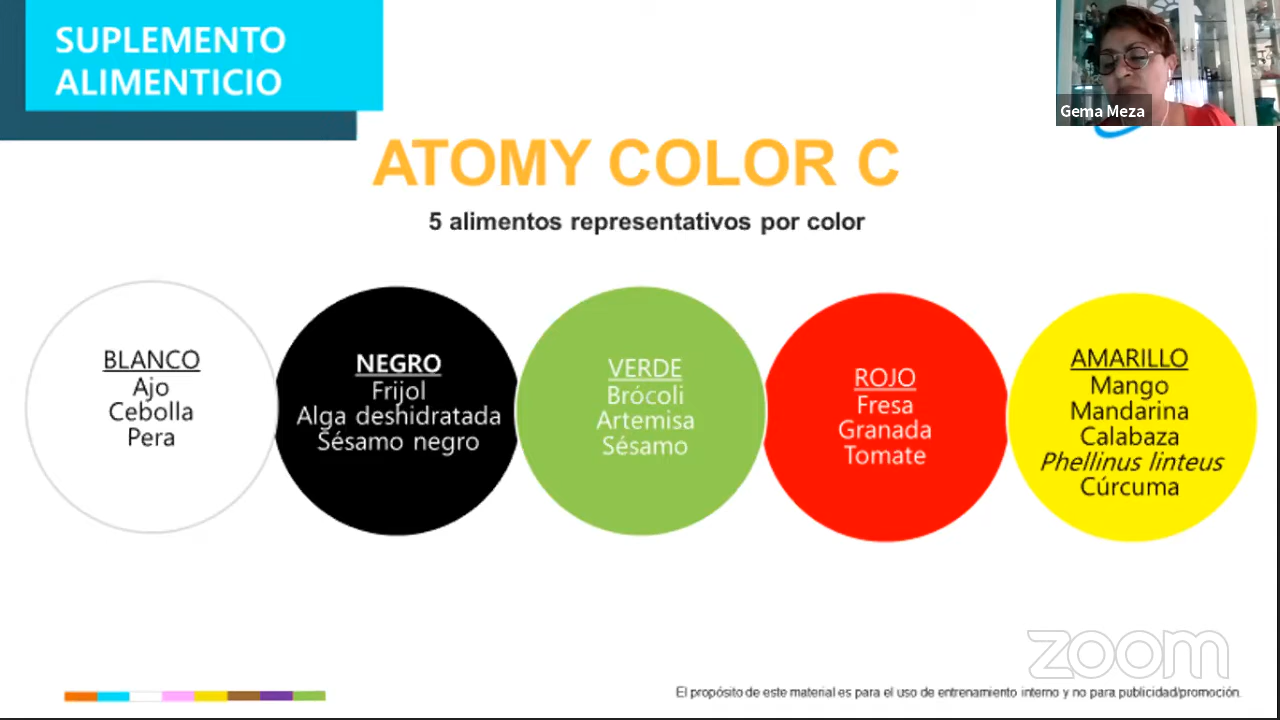 SUPLEMENTO
ALIMENTICIO
Gema Meza
ATOMY COLOR C
5 alimentos representativos por color
BLANCO
Ajo
Cebolla
Pera
NEGRO
Frijol
Alga deshidratada
Sésamo negro
VERDE
Brócoli
Artemisa
Sésamo
ROJO
Fresa
Granada
Tomate
AMARILLO
Mango
Mandarina
Calabaza
Phellinus linteus
Cúrcuma
zoom
El propósito de este material es para el uso de entrenamiento interno y no para publicidad/promoción.